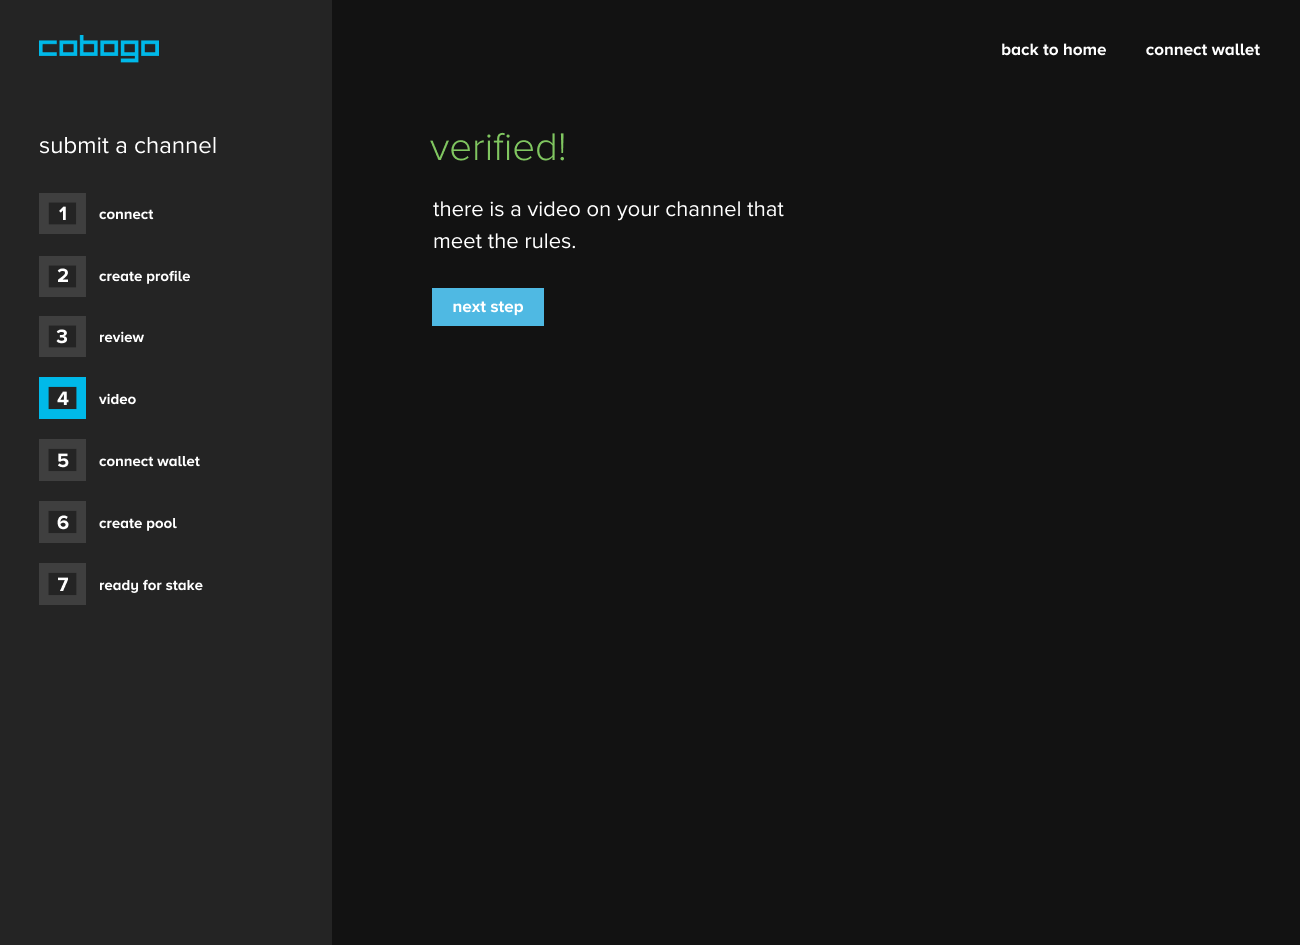 cobogo
back to home
connect wallet
submit a channel
1 connect
2 create profile
3 review
4 video
5 connect wallet
6 create pool
7 ready for stake
verified!
there is a video on your channel that
meet the rules.
next step